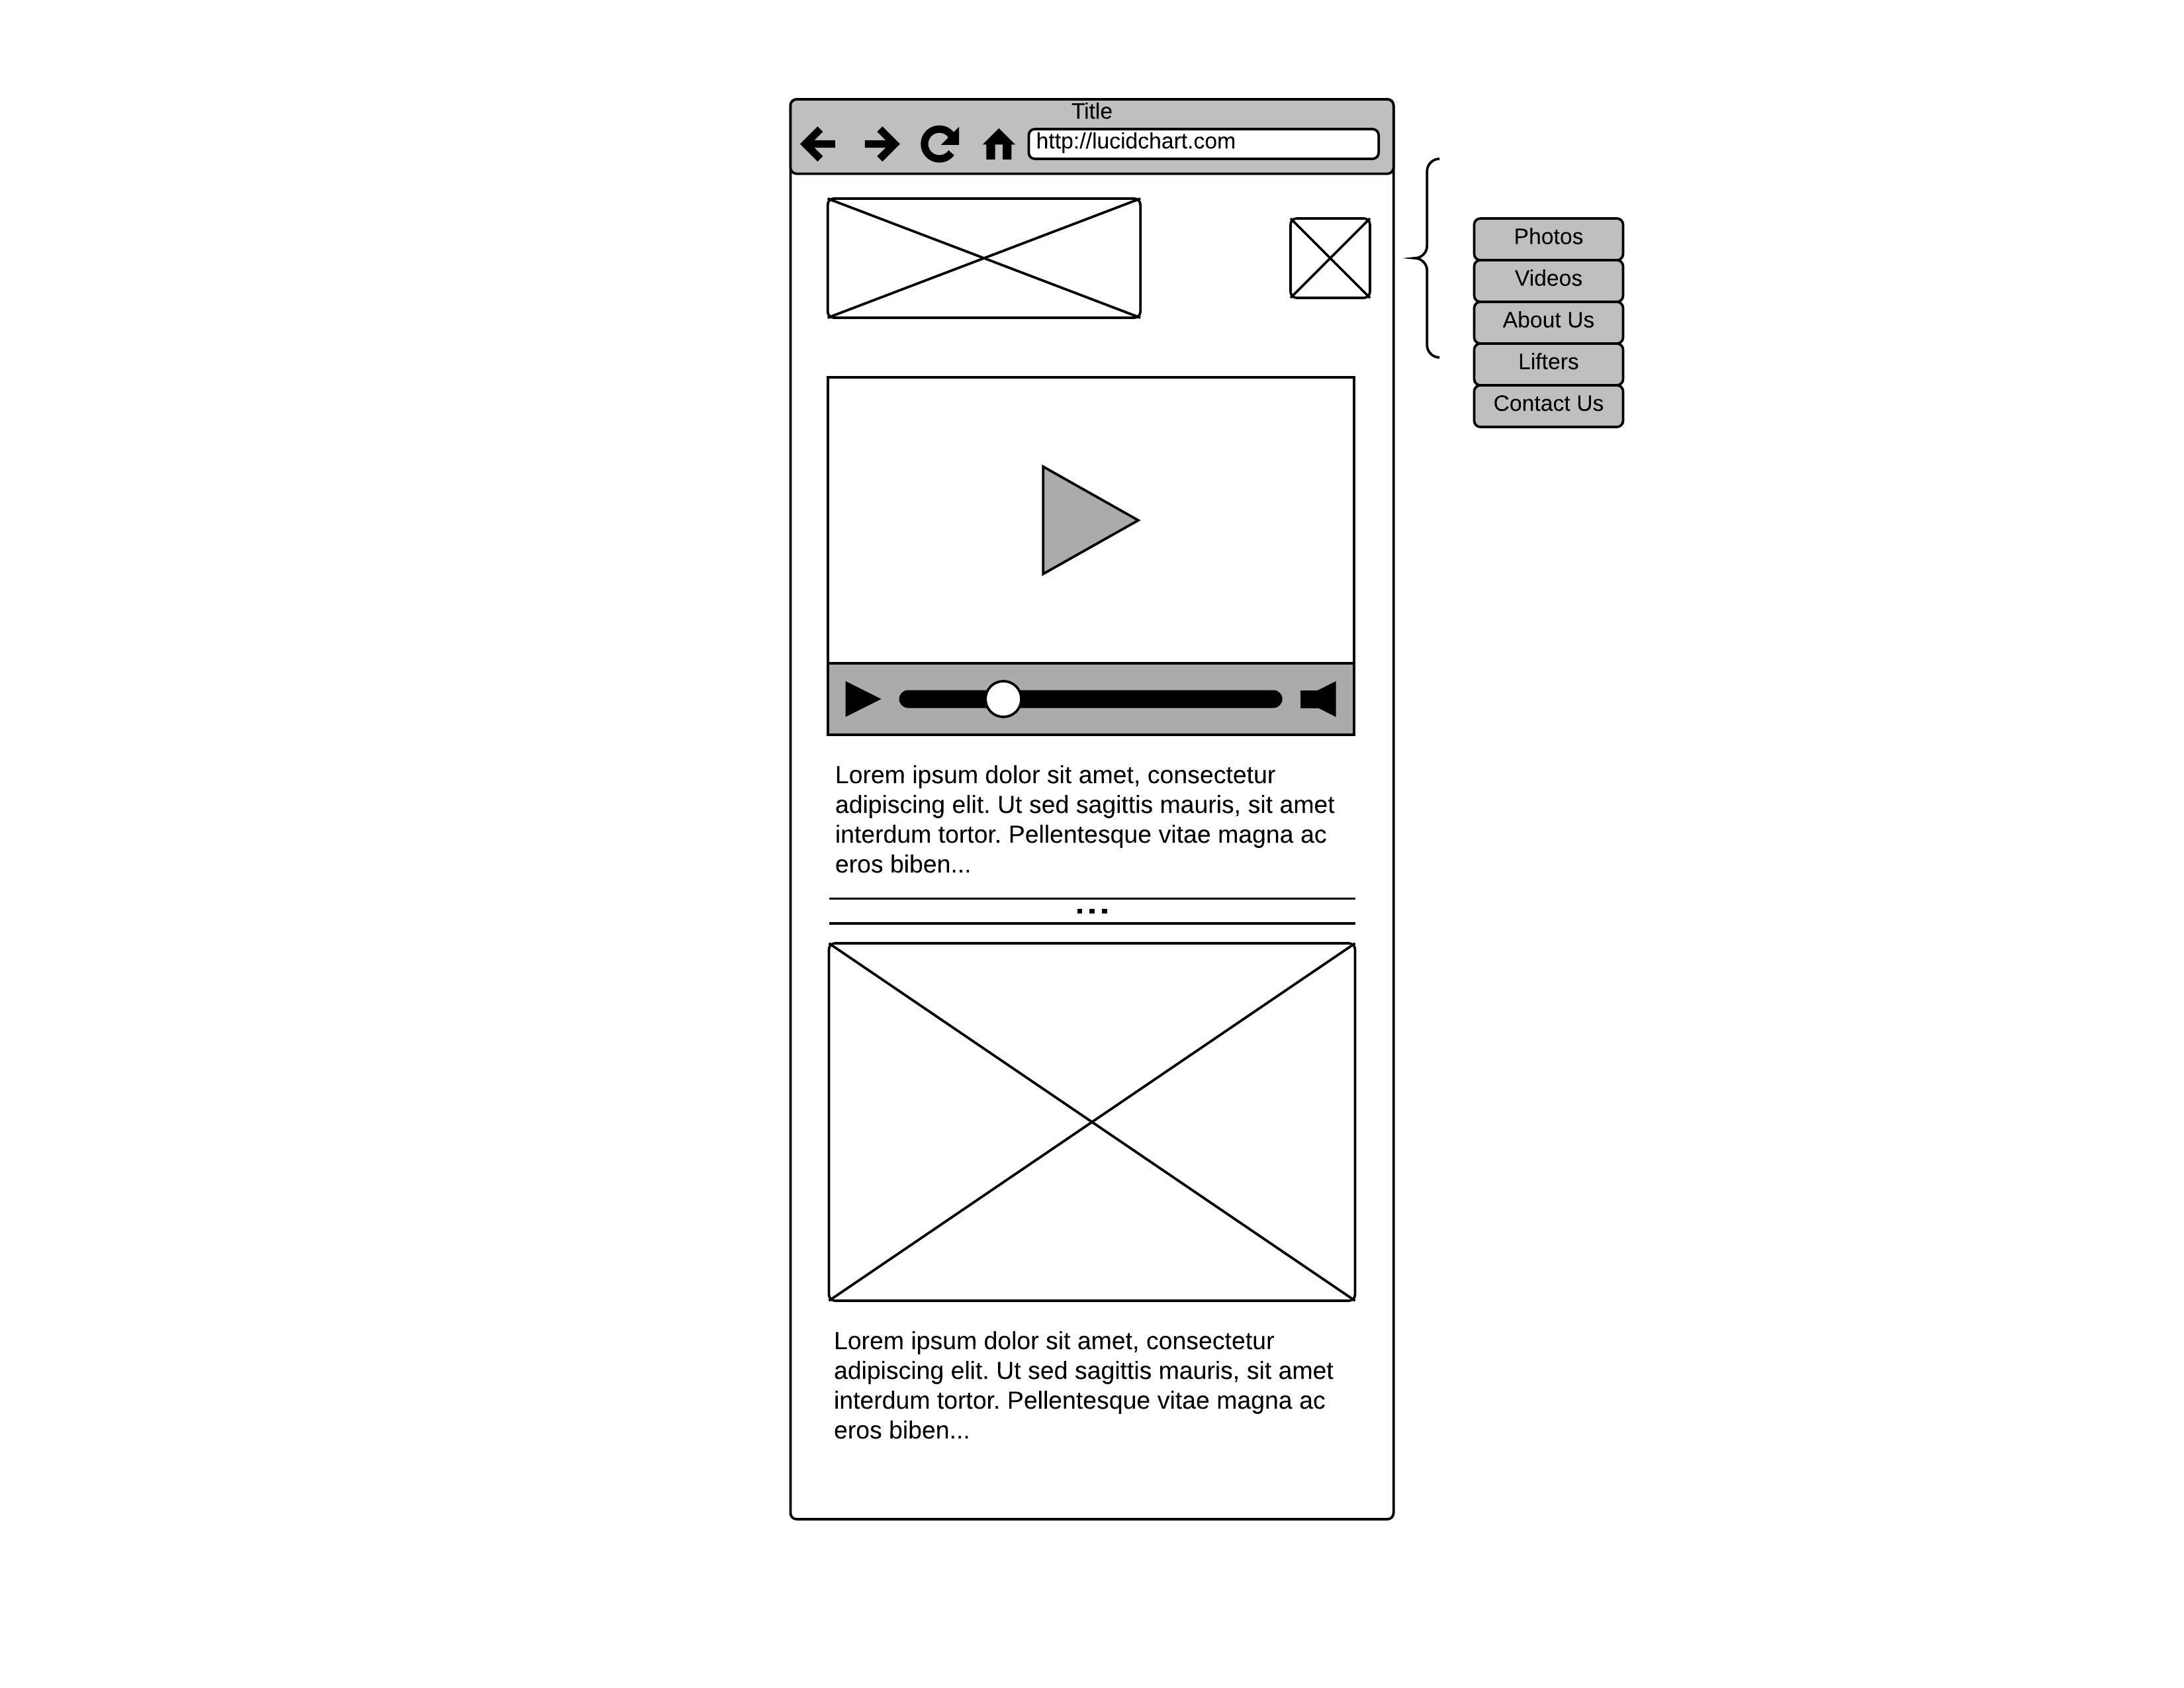 Title
http://lucidchart.com
Photos
Videos
About Us
Lifters
Contact Us
Lorem ipsum dolor sit amet, consectetur
adipiscing elit. Ut sed sagittis mauris, sit amet
interdum tortor. Pellentesque vitae magna ac
eros biben...
...
Lorem ipsum dolor sit amet, consectetur
adipiscing elit. Ut sed sagittis mauris, sit amet
interdum tortor. Pellentesque vitae magna ac
eros biben...